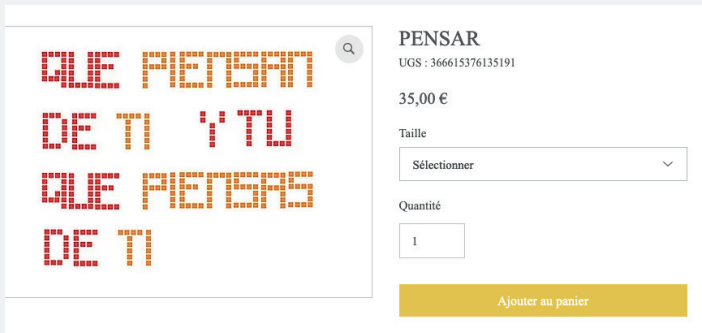 QUE PIENSAN
DE TI Y TU
QUE PIENSAS
DE TI
PENSAR
UGS : 366615376135191
35,00 €
Taille
Sélectionner
Quantité
1
Ajouter au panier